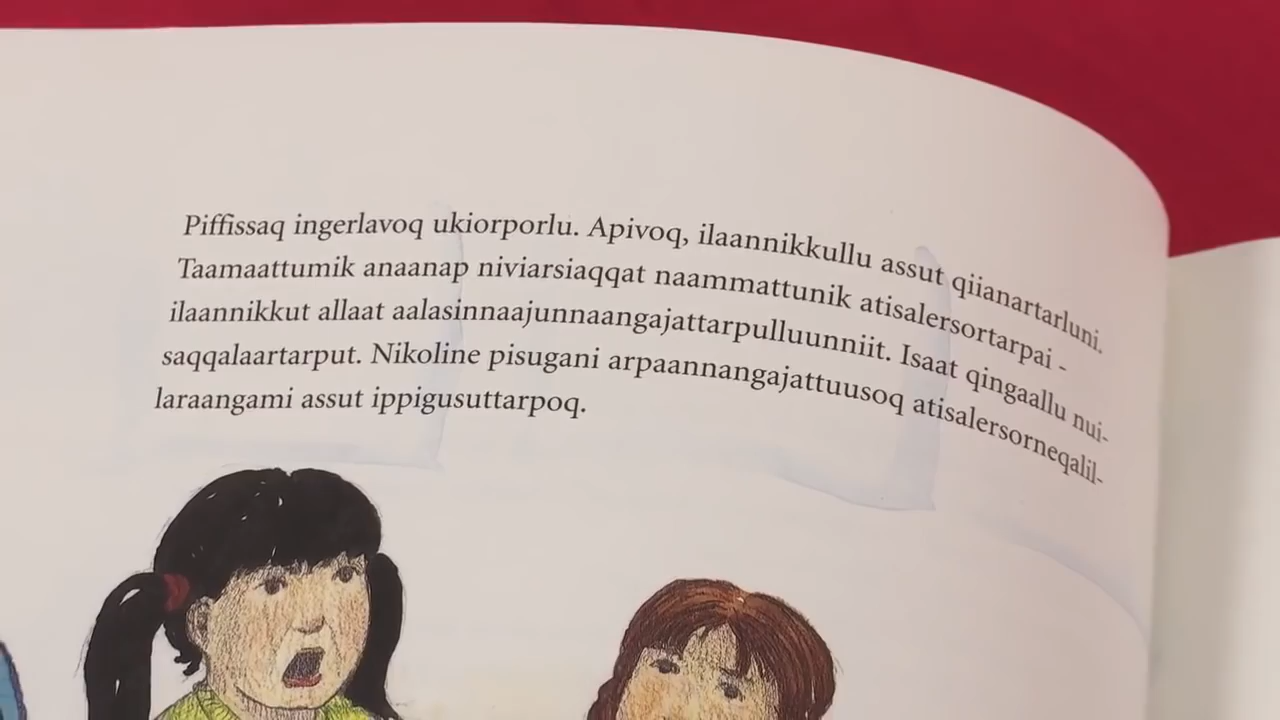 Piffissaq ingerlavoq ukiorporlu. Apivoq, ilaannikkullu assut qiianartarluni.
Taamaattumik anaanap niviarsiaqqat naammattunik atisalersortarpai -
ilaannikkut allaat aalasinnaajunnaangajattarpulluunniit. Isaat qingaallu nui-
saqqalaartarput. Nikoline pisugani arpaannangajattuusoq atisalersorneqalil-
laraangami assut ippigusuttarpoq.